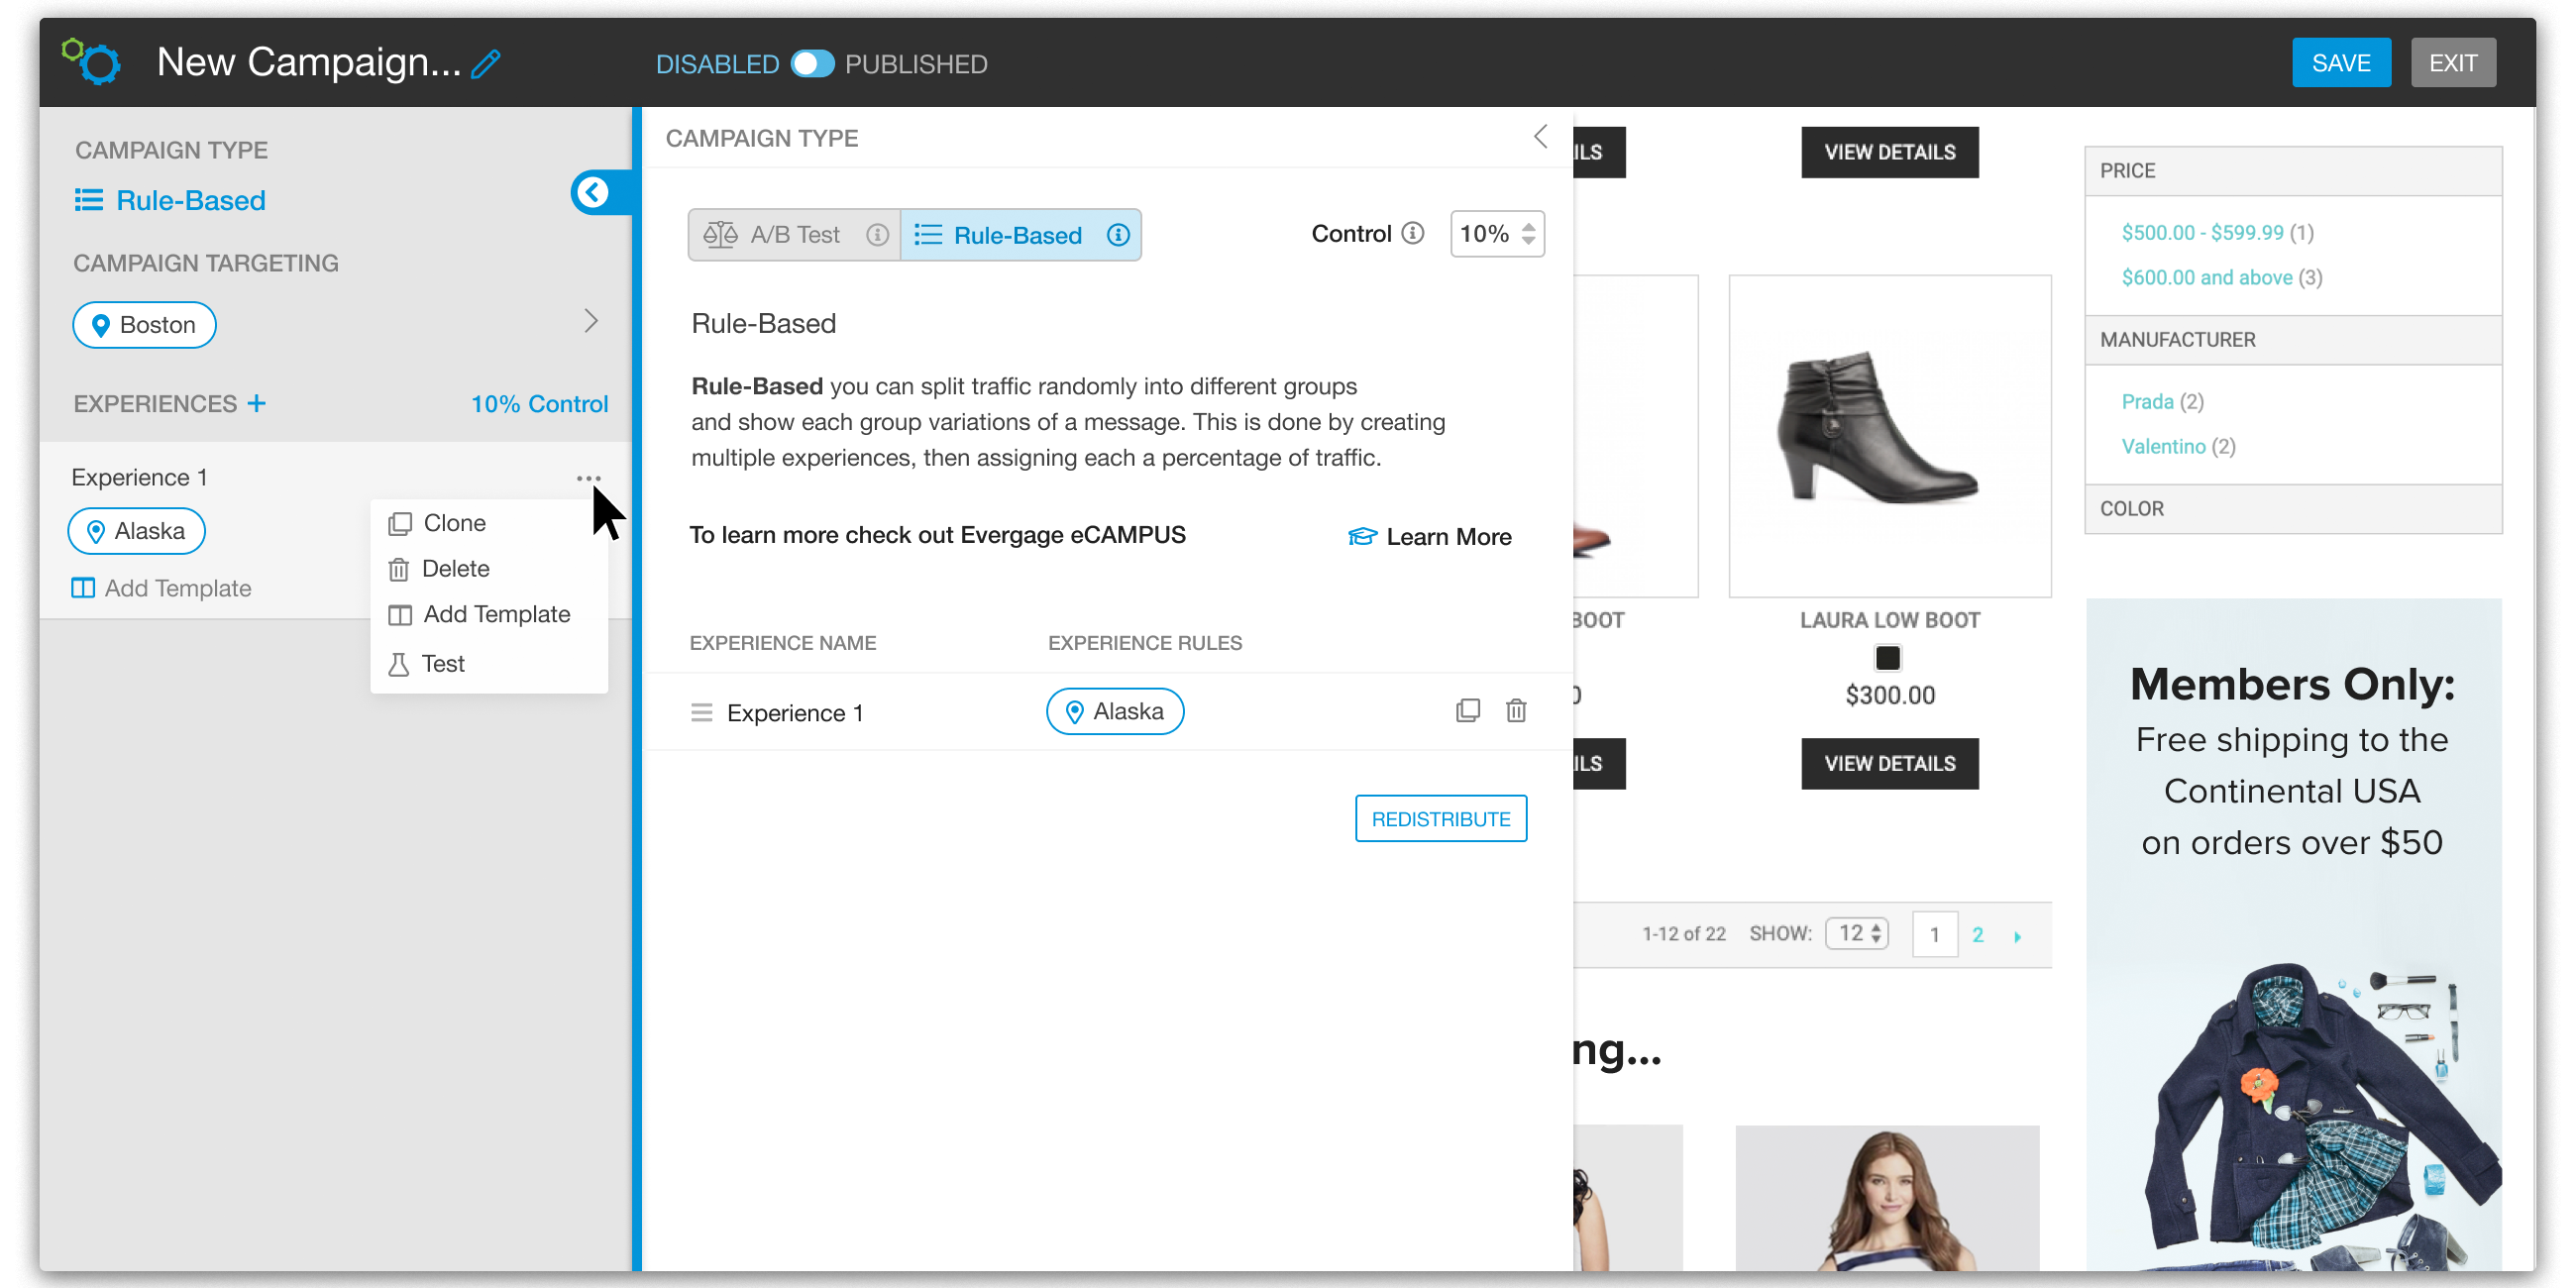 New Campaign...
DISABLED
PUBLISHED
SAVE
EXIT
CAMPAIGN TYPE
Rule-Based
CAMPAIGN TARGETING
Boston
EXPERIENCES +
10% Control
Experience 1
Alaska
Add Template
Clone
Delete
Add Template
Test
CAMPAIGN TYPE
A/B Test
Rule-Based
Control
10%
Rule-Based
Rule-Based you can split traffic randomly into different groups
and show each group variations of a message. This is done by creating
multiple experiences, then assigning each a percentage of traffic.
To learn more check out Evergage eCAMPUS
Learn More
EXPERIENCE NAME
EXPERIENCE RULES
Experience 1
Alaska
REDISTRIBUTE
ILS
VIEW DETAILS
BOOT
LAURA LOW BOOT
0
$300.00
ILS
VIEW DETAILS
1-12 of 22
SHOW:
12
1
2
ng...
PRICE
$500.00 - $599.99 (1)
$600.00 and above (3)
MANUFACTURER
Prada (2)
Valentino (2)
COLOR
Members Only:
Free shipping to the
Continental USA
on orders over $50